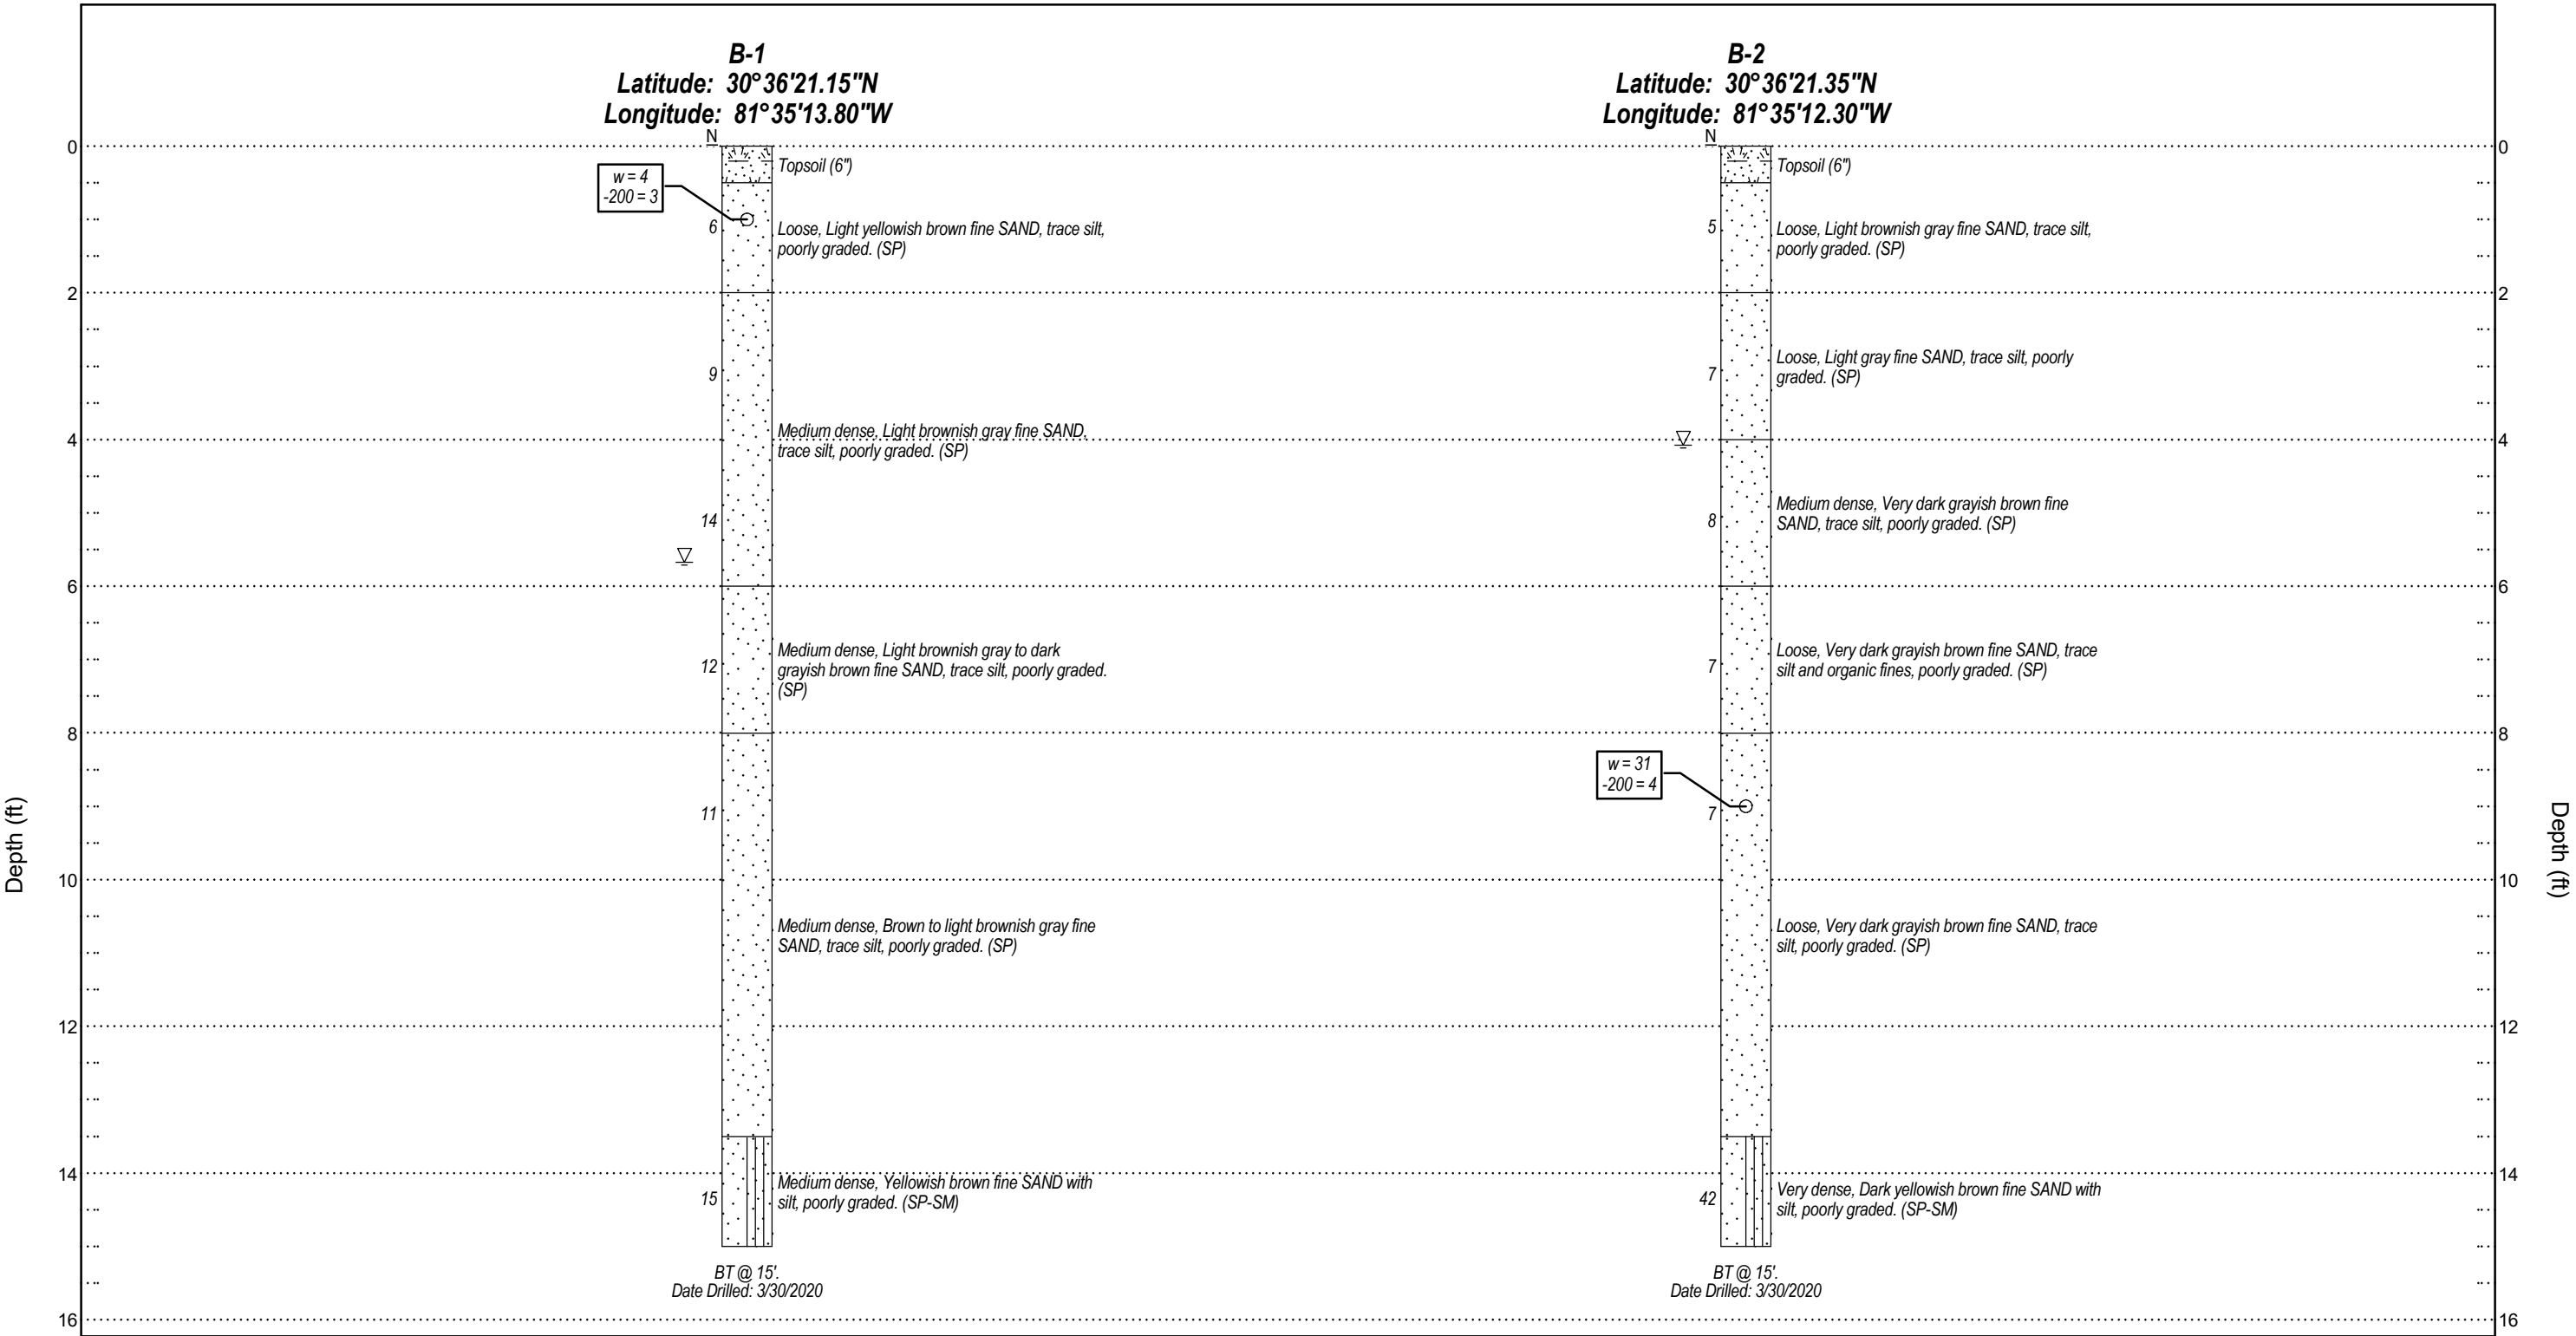 B-1
Latitude: 30°36'21.15"N
Longitude: 81°35'13.80"W
N
Topsoil (6")
w = 4
-200 = 3
6
Loose, Light yellowish brown fine SAND, trace silt,
poorly graded. (SP)
9
Medium dense, Light brownish gray fine SAND,
trace silt, poorly graded. (SP)
14
12
Medium dense, Light brownish gray to dark
grayish brown fine SAND, trace silt, poorly graded.
(SP)
11
Medium dense, Brown to light brownish gray fine
SAND, trace silt, poorly graded. (SP)
15
Medium dense, Yellowish brown fine SAND with
silt, poorly graded. (SP-SM)
BT @ 15'.
Date Drilled: 3/30/2020
B-2
Latitude: 30°36'21.35"N
Longitude: 81°35'12.30"W
N
Topsoil (6")
5
Loose, Light brownish gray fine SAND, trace silt,
poorly graded. (SP)
7
Loose, Light gray fine SAND, trace silt, poorly
graded. (SP)
8
Medium dense, Very dark grayish brown fine
SAND, trace silt, poorly graded. (SP)
7
Loose, Very dark grayish brown fine SAND, trace
silt and organic fines, poorly graded. (SP)
w = 31
-200 = 4
7
Loose, Very dark grayish brown fine SAND, trace
silt, poorly graded. (SP)
42
Very dense, Dark yellowish brown fine SAND with
silt, poorly graded. (SP-SM)
BT @ 15'.
Date Drilled: 3/30/2020
Depth (ft)
0
2
4
6
8
10
12
14
16
Depth (ft)
0
2
4
6
8
10
12
14
16